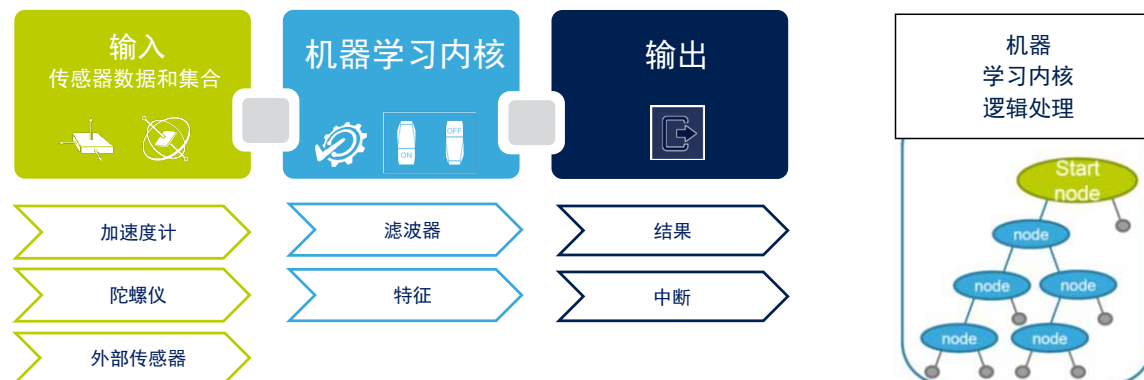 输入
传感器数据和集合
机器学习内核
ON
OFF
输出
加速度计
陀螺仪
外部传感器
滤波器
特征
结果
中断
机器
学习内核
逻辑处理
Start
node
node
node
node
node
node